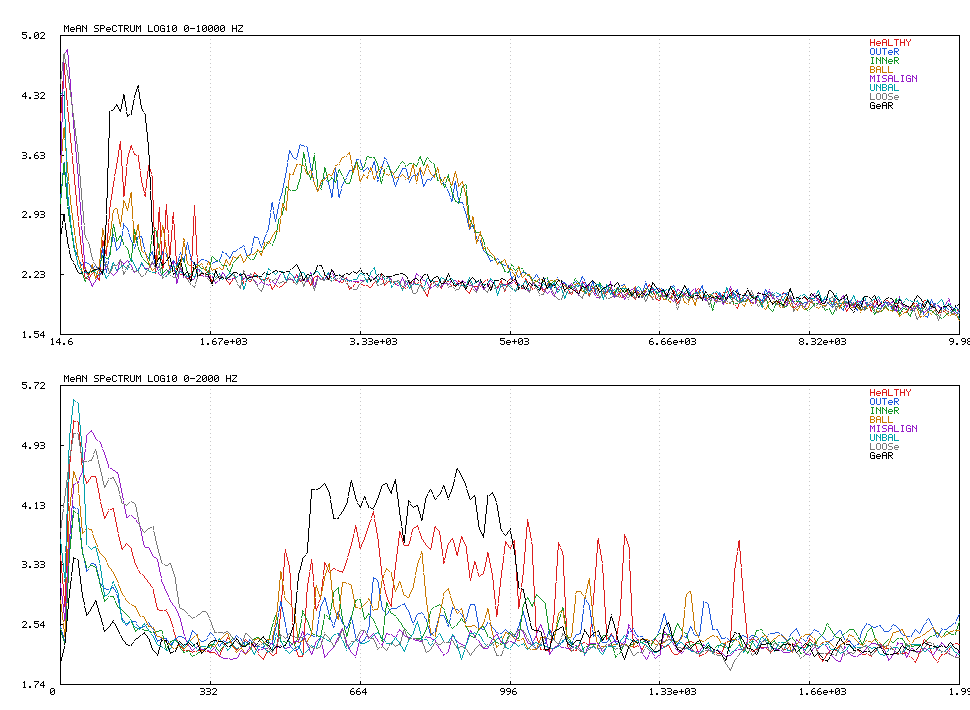 MeAN SPeCTRUM LOG10 0-10000 HZ
5.02
HeALTHY
OUTeR
INNeR
BALL
MISALIGN
UNBAL
LOOSe
GeAR
4.32
3.63
2.93
2.23
1.54
14.6 1.67e+03 3.33e+03 5e+03 6.66e+03 8.32e+03 9.98
MeAN SPeCTRUM LOG10 0-2000 HZ
5.72
HeALTHY
OUTeR
INNeR
BALL
MISALIGN
UNBAL
LOOSe
GeAR
4.93
4.13
3.33
2.54
1.74
0 332 664 996 1.33e+03 1.66e+03 1.99